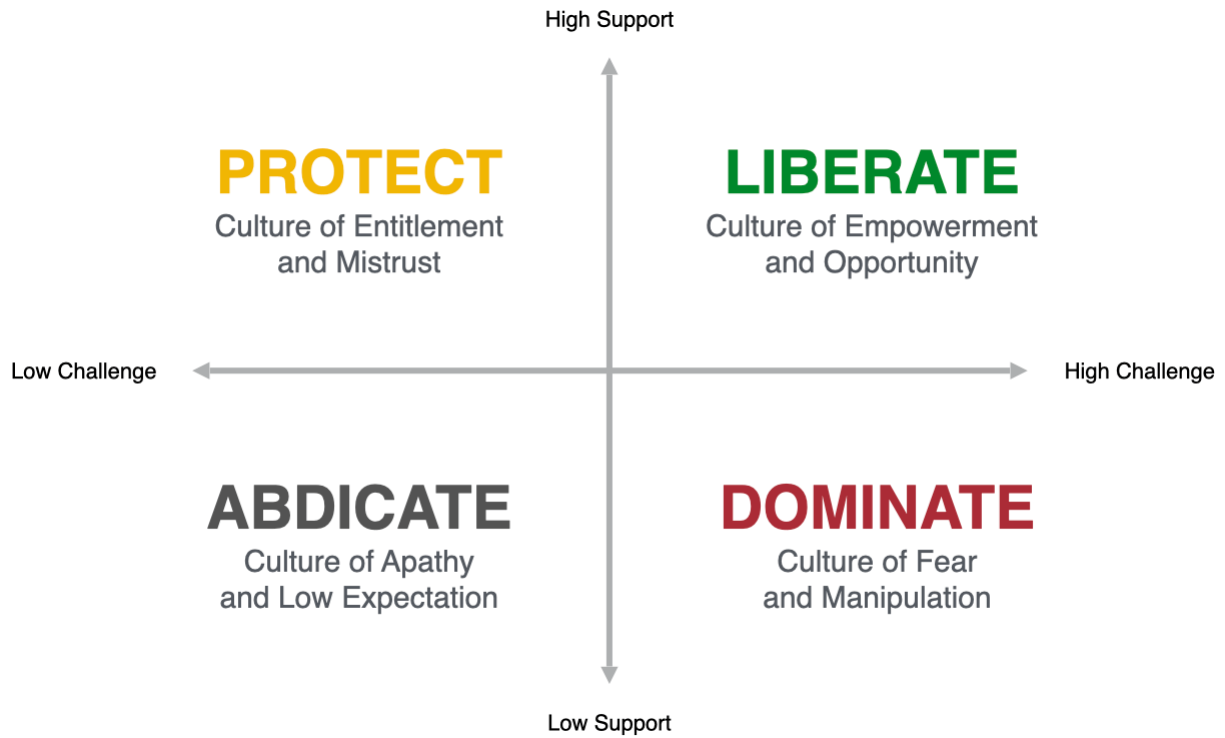 High Support
PROTECT
Culture of Entitlement
and Mistrust
LIBERATE
Culture of Empowerment
and Opportunity
Low Challenge
High Challenge
ABDICATE
Culture of Apathy
and Low Expectation
DOMINATE
Culture of Fear
and Manipulation
Low Support